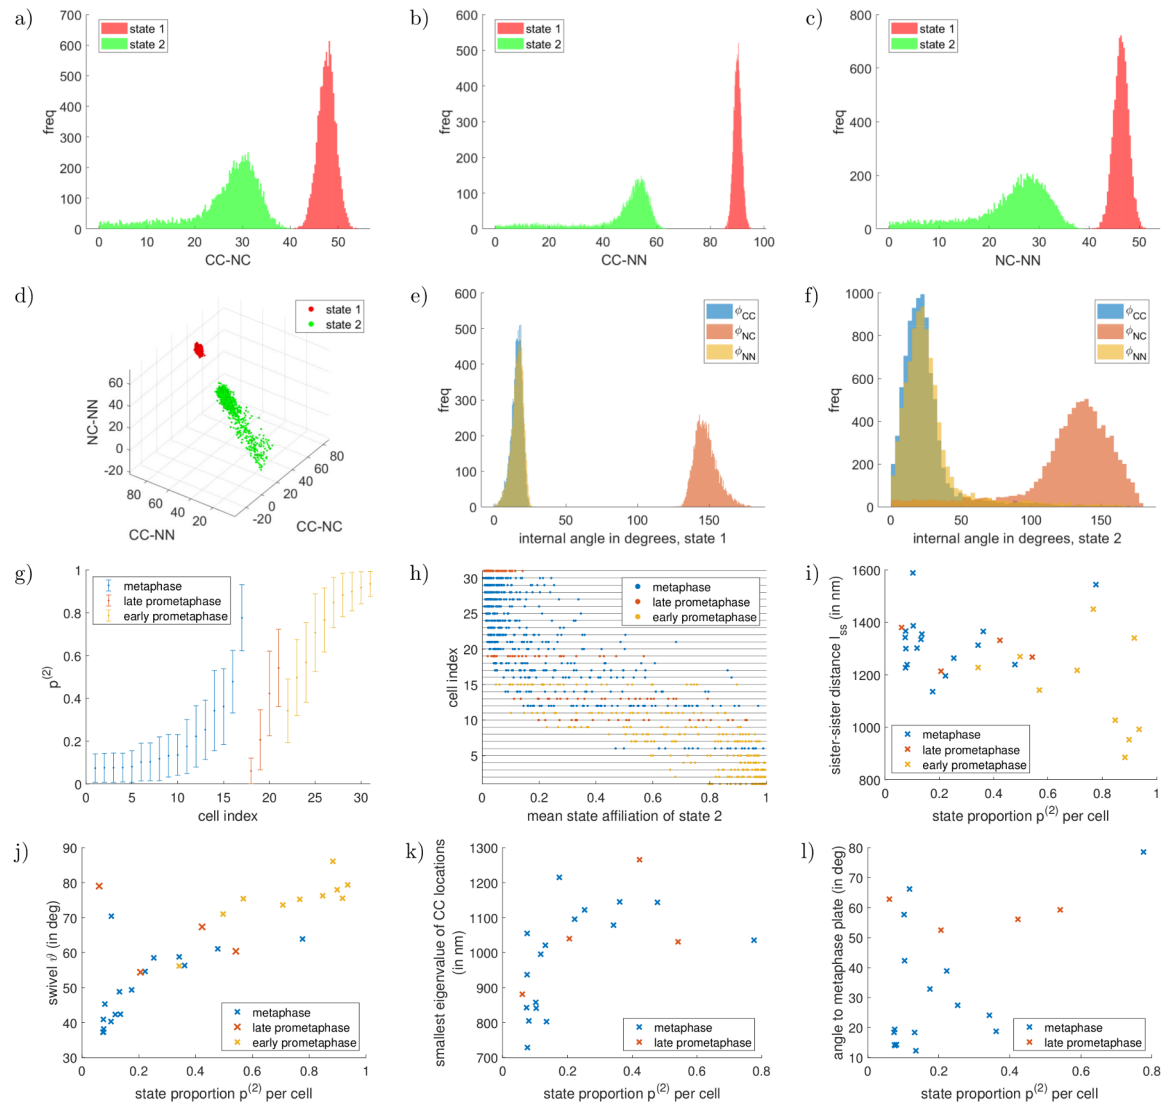 a)
state 1
state 2
freq
700
600
500
400
300
200
100
0
0 10 20 30 40 50
CC-NC
b)
state 1
state 2
freq
600
500
400
300
200
100
0
0 20 40 60 80 100
CC-NN
c)
state 1
state 2
freq
800
600
400
200
0
0 10 20 30 40 50
NC-NN
d)
state 1
state 2
NC-NN
60
40
20
0
-20
80 60 40 20
CC-NN
-20 0 20 40 60 80
CC-NC
e)
ϕCC
ϕNC
ϕNN
freq
600
500
400
300
200
100
0
0 50 100 150
internal angle in degrees, state 1
f)
ϕCC
ϕNC
ϕNN
freq
1000
800
600
400
200
0
0 50 100 150
internal angle in degrees, state 2
g)
metaphase
late prometaphase
early prometaphase
p(2)
1
0.8
0.6
0.4
0.2
0
0 10 20 30
cell index
h)
metaphase
late prometaphase
early prometaphase
cell index
30
25
20
15
10
5
0 0.2 0.4 0.6 0.8 1
mean state affiliation of state 2
i)
sister-sister distance lss (in nm)
1600
1400
1200
1000
800
metaphase
late prometaphase
early prometaphase
0 0.2 0.4 0.6 0.8 1
state proportion p(2) per cell
j)
swivel ϑ (in deg)
90
80
70
60
50
40
30
metaphase
late prometaphase
early prometaphase
0 0.2 0.4 0.6 0.8 1
state proportion p(2) per cell
k)
smallest eigenvalue of CC locations
(in nm)
1300
1200
1100
1000
900
800
700
metaphase
late prometaphase
0 0.2 0.4 0.6 0.8
state proportion p(2) per cell
l)
angle to metaphase plate (in deg)
80
70
60
50
40
30
20
10
metaphase
late prometaphase
0 0.2 0.4 0.6 0.8
state proportion p(2) per cell